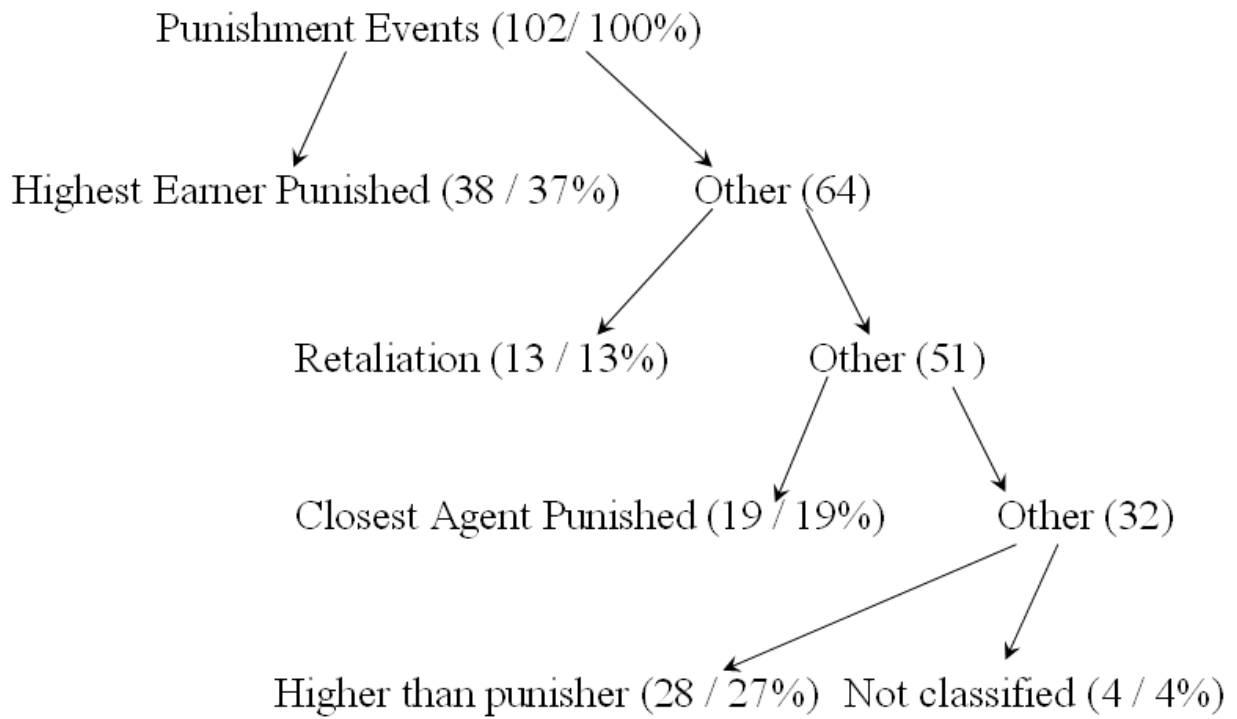 Punishment Events (102/ 100%)
Highest Earner Punished (38 / 37%) Other (64)
Retaliation (13 / 13%) Other (51)
Closest Agent Punished (19 / 19%) Other (32)
Higher than punisher (28 / 27%) Not classified (4 / 4%)